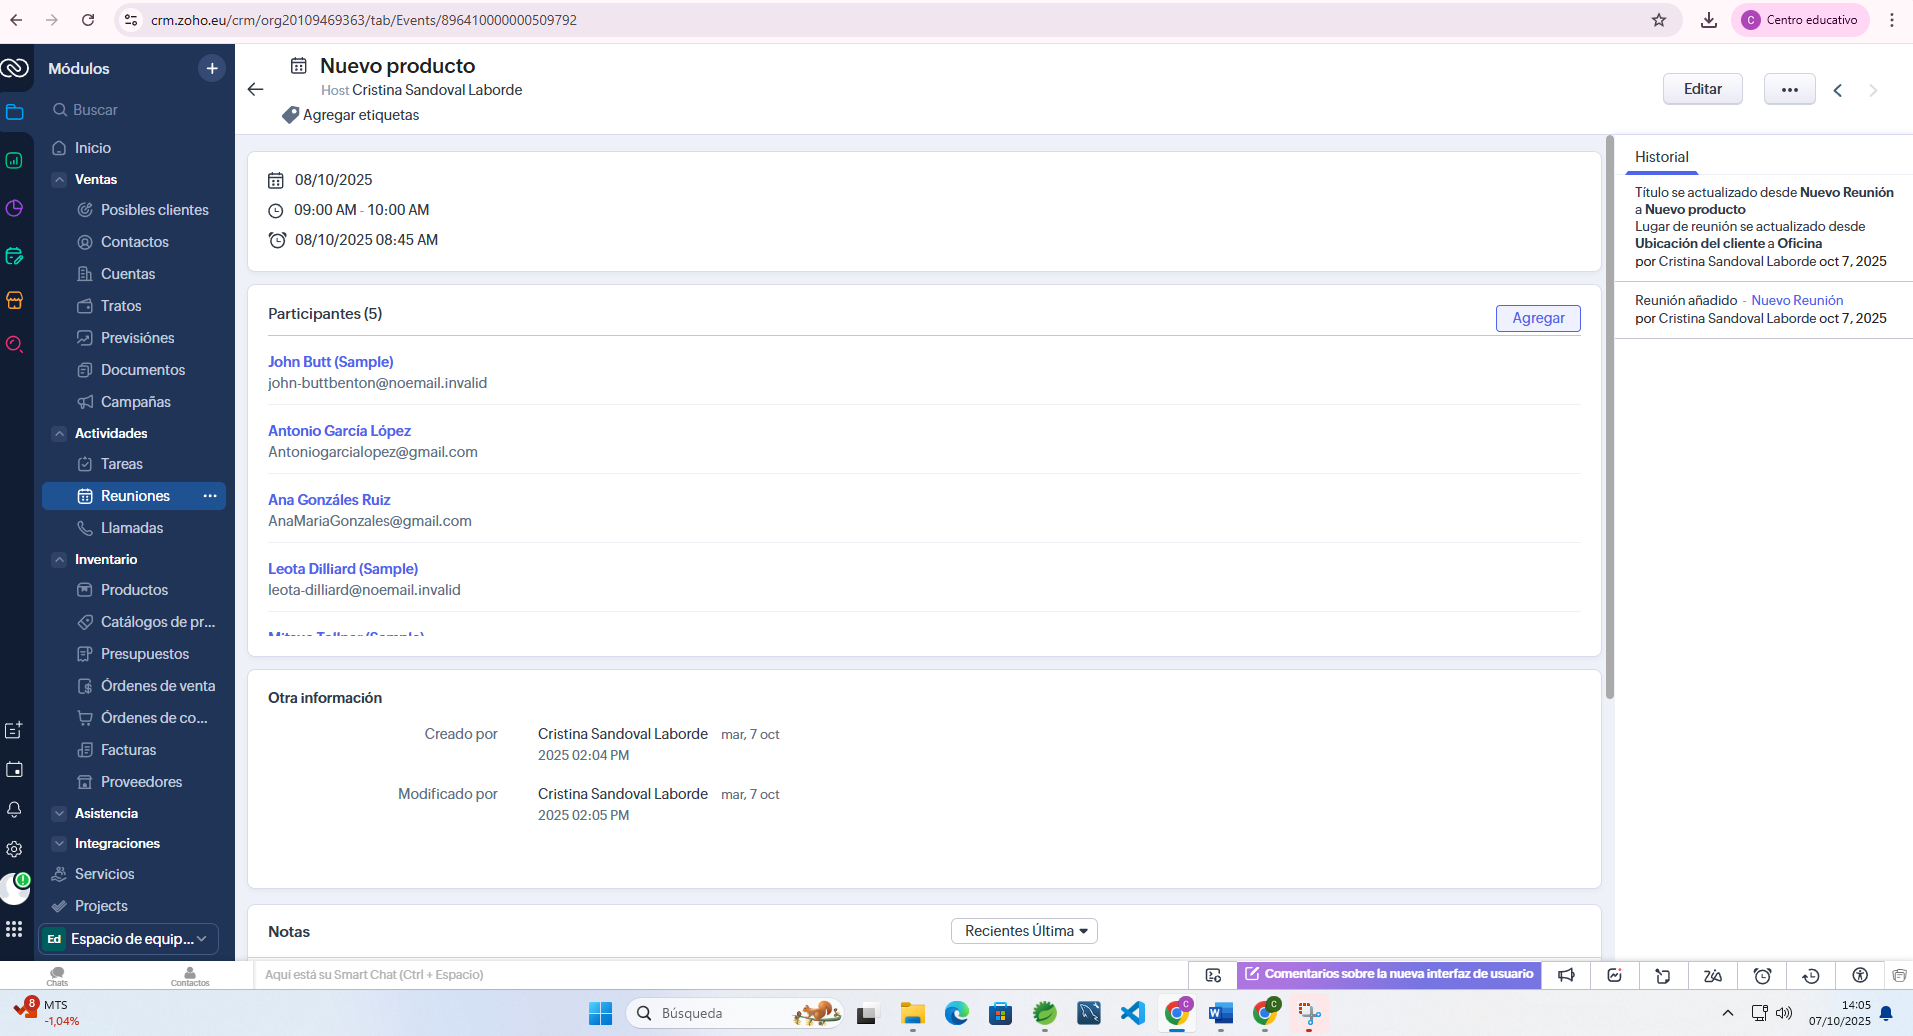 crm.zoho.eu/crm/org20109469363/tab/Events/896410000000509792
C Centro educativo
Módulos
Buscar
Inicio
Ventas
Posibles clientes
Contactos
Cuentas
Tratos
Previsiónes
Documentos
Campañas
Actividades
Tareas
Reuniones
Llamadas
Inventario
Productos
Catálogos de pr...
Presupuestos
Órdenes de venta
Órdenes de co...
Facturas
Proveedores
Asistencia
Integraciones
Servicios
Projects
Ed Espacio de equip...
Nuevo producto
Host Cristina Sandoval Laborde
Agregar etiquetas
Editar
08/10/2025
09:00 AM - 10:00 AM
08/10/2025 08:45 AM
Participantes (5)
Agregar
John Butt (Sample)
john-buttbenton@noemail.invalid
Antonio García López
Antoniogarcialopez@gmail.com
Ana Gonzáles Ruiz
AnaMariaGonzales@gmail.com
Leota Dilliard (Sample)
leota-dilliard@noemail.invalid
Otra información
Creado por Cristina Sandoval Laborde mar, 7 oct
2025 02:04 PM
Modificado por Cristina Sandoval Laborde mar, 7 oct
2025 02:05 PM
Notas
Recientes Última
Historial
Título se actualizado desde Nuevo Reunión
a Nuevo producto
Lugar de reunión se actualizado desde
Ubicación del cliente a Oficina
por Cristina Sandoval Laborde oct 7, 2025
Reunión añadido - Nuevo Reunión
por Cristina Sandoval Laborde oct 7, 2025
Chats
Contactos
Aquí está su Smart Chat (Ctrl + Espacio)
Comentarios sobre la nueva interfaz de usuario
8
MTS
-1,04%
Búsqueda
C
C
14:05
07/10/2025